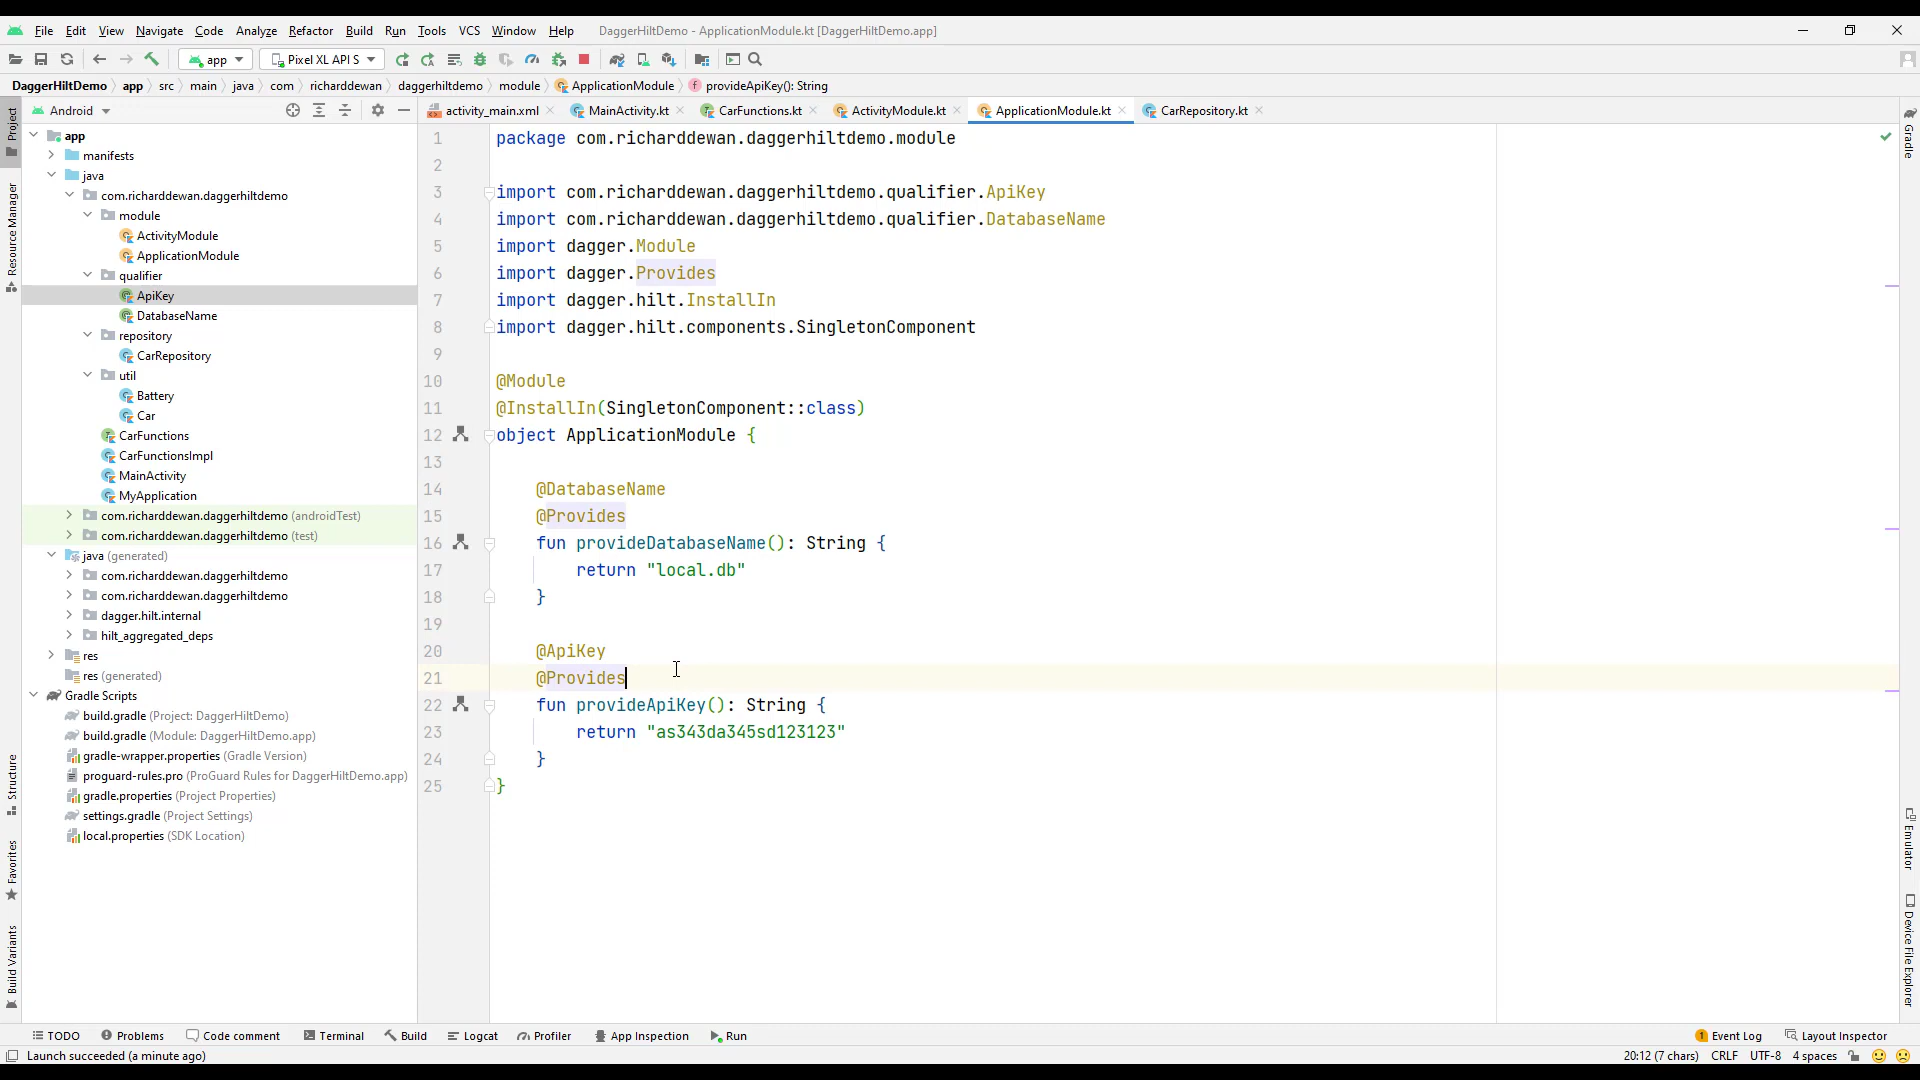 File Edit View Navigate Code Analyze Refactor Build Run Tools VCS Window Help DaggerHiltDemo - ApplicationModule.kt [DaggerHiltDemo.app]
app Pixel XL API S
DaggerHiltDemo app src main java com richarddewan daggerhiltdemo module ApplicationModule provideApiKey(): String
Android
activity_main.xml MainActivity.kt CarFunctions.kt ActivityModule.kt ApplicationModule.kt CarRepository.kt
Project
Resource Manager
Structure
Favorites
Build Variants
app
manifests
java
com.richarddewan.daggerhiltdemo
module
ActivityModule
ApplicationModule
qualifier
ApiKey
DatabaseName
repository
CarRepository
util
Battery
Car
CarFunctions
CarFunctionsImpl
MainActivity
MyApplication
com.richarddewan.daggerhiltdemo (androidTest)
com.richarddewan.daggerhiltdemo (test)
java (generated)
com.richarddewan.daggerhiltdemo
com.richarddewan.daggerhiltdemo
dagger.hilt.internal
hilt_aggregated_deps
res
res (generated)
Gradle Scripts
build.gradle (Project: DaggerHiltDemo)
build.gradle (Module: DaggerHiltDemo.app)
gradle-wrapper.properties (Gradle Version)
proguard-rules.pro (ProGuard Rules for DaggerHiltDemo.app)
gradle.properties (Project Properties)
settings.gradle (Project Settings)
local.properties (SDK Location)
1 package com.richarddewan.daggerhiltdemo.module
2
3 import com.richarddewan.daggerhiltdemo.qualifier.ApiKey
4 import com.richarddewan.daggerhiltdemo.qualifier.DatabaseName
5 import dagger.Module
6 import dagger.Provides
7 import dagger.hilt.InstallIn
8 import dagger.hilt.components.SingletonComponent
9
10 @Module
11 @InstallIn(SingletonComponent::class)
12 object ApplicationModule {
13
14 @DatabaseName
15 @Provides
16 fun provideDatabaseName(): String {
17 return "local.db"
18 }
19
20 @ApiKey
21 @Provides
22 fun provideApiKey(): String {
23 return "as343da345sd123123"
24 }
25 }
Gradle
Emulator
Device File Explorer
TODO Problems Code comment Terminal Build Logcat Profiler App Inspection Run 1 Event Log Layout Inspector
Launch succeeded (a minute ago) 20:12 (7 chars) CRLF UTF-8 4 spaces